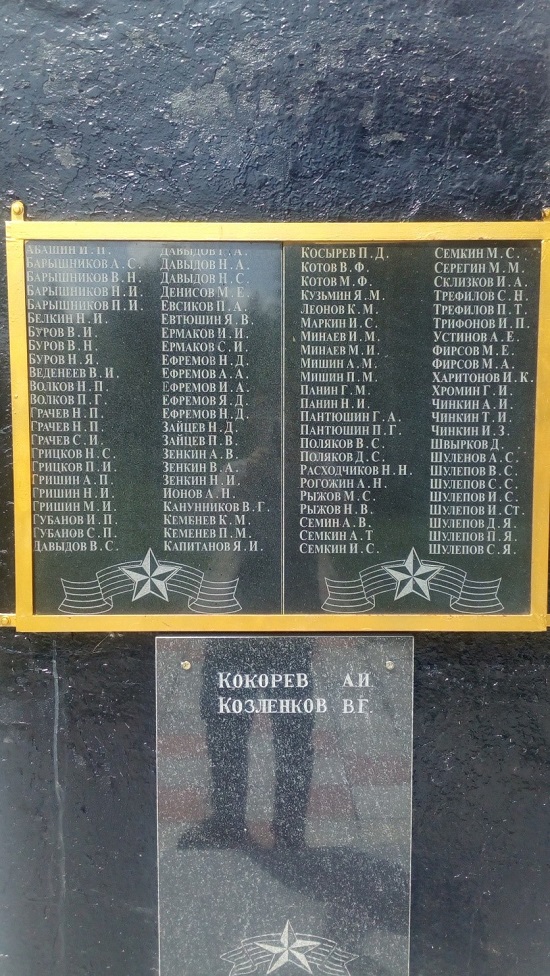 АБАШИН И.П.
БАРЫШНИКОВ А.С.
БАРЫШНИКОВ В.Н.
БАРЫШНИКОВ Н.И.
БАРЫШНИКОВ П.И.
БЕЛКИН Н.И.
БУРОВ В.И.
БУРОВ В.Н.
БУРОВ Н.Я.
ВЕДЕНЕЕВ В.И.
ВОЛКОВ Н.П.
ВОЛКОВ П.Г.
ГРАЧЕВ Н.П.
ГРАЧЕВ Н.П.
ГРАЧЕВ С.И.
ГРИЦКОВ Н.С.
ГРИЦКОВ П.И.
ГРИШИН А.П.
ГРИШИН Н.И.
ГРИШИН М.И.
ГУБАНОВ И.П.
ГУБАНОВ С.П.
ДАВЫДОВ В.С.
ДАВЫДОВ Г.А.
ДАВЫДОВ Н.А.
ДАВЫДОВ Н.С.
ДЕНИСОВ М.Е.
ЕВСИКОВ П.А.
ЕВТЮШИН Я.В.
ЕРМАКОВ И.И.
ЕРМАКОВ С.И.
ЕФРЕМОВ Н.Д.
ЕФРЕМОВ А.А.
ЕФРЕМОВ И.А.
ЕФРЕМОВ Я.Д.
ЕФРЕМОВ Н.Д.
ЗАЙЦЕВ Н.Д.
ЗАЙЦЕВ П.В.
ЗЕНКИН А.В.
ЗЕНКИН В.А.
ЗЕНКИН Н.И.
ИОНОВ А.Н.
КАНУННИКОВ В.Г.
КЕМЕНЕВ К.М.
КЕМЕНЕВ П.М.
КАПИТАНОВ Я.И.
КОСЫРЕВ П.Д.
КОТОВ В.Ф.
КОТОВ М.Ф.
КУЗЬМИН Я.М.
ЛЕОНОВ К.М.
МАРКИН И.С.
МИНАЕВ И.М.
МИНАЕВ М.И.
МИШИН А.М.
МИШИН П.М.
ПАНИН Г.М.
ПАНИН Н.И.
ПАНТЮШИН Г.А.
ПАНТЮШИН П.Г.
ПОЛЯКОВ В.С.
ПОЛЯКОВ Д.С.
РАСХОДЧИКОВ Н.Н.
РОГОЖИН А.Н.
РЫЖОВ М.С.
РЫЖОВ Н.В.
СЕМИН А.В.
СЕМКИН А.Т
СЕМКИН И.С.
СЕМКИН М.С.
СЕРЕГИН М.М.
СКЛИЗКОВ И.А.
ТРЕФИЛОВ С.Н.
ТРЕФИЛОВ П.Т.
ТРИФОНОВ И.П.
УСТИНОВ А.Е.
ФИРСОВ М.Е.
ФИРСОВ М.А.
ХАРИТОНОВ И.К.
ХРОМИН Г.И.
ЧИНКИН А.И.
ЧИНКИН Т.И.
ЧИНКИН И.З.
ШВЫРКОВ Д.
ШУЛЕНОВ А.С.
ШУЛЕПОВ В.С.
ШУЛЕПОВ С.С.
ШУЛЕПОВ И.С.
ШУЛЕПОВ И.СТ.
ШУЛЕПОВ Д.Я.
ШУЛЕПОВ П.Я.
ШУЛЕПОВ С.Я.
КОКОРЕВ А.И
КОЗЛЕНКОВ В.Г.